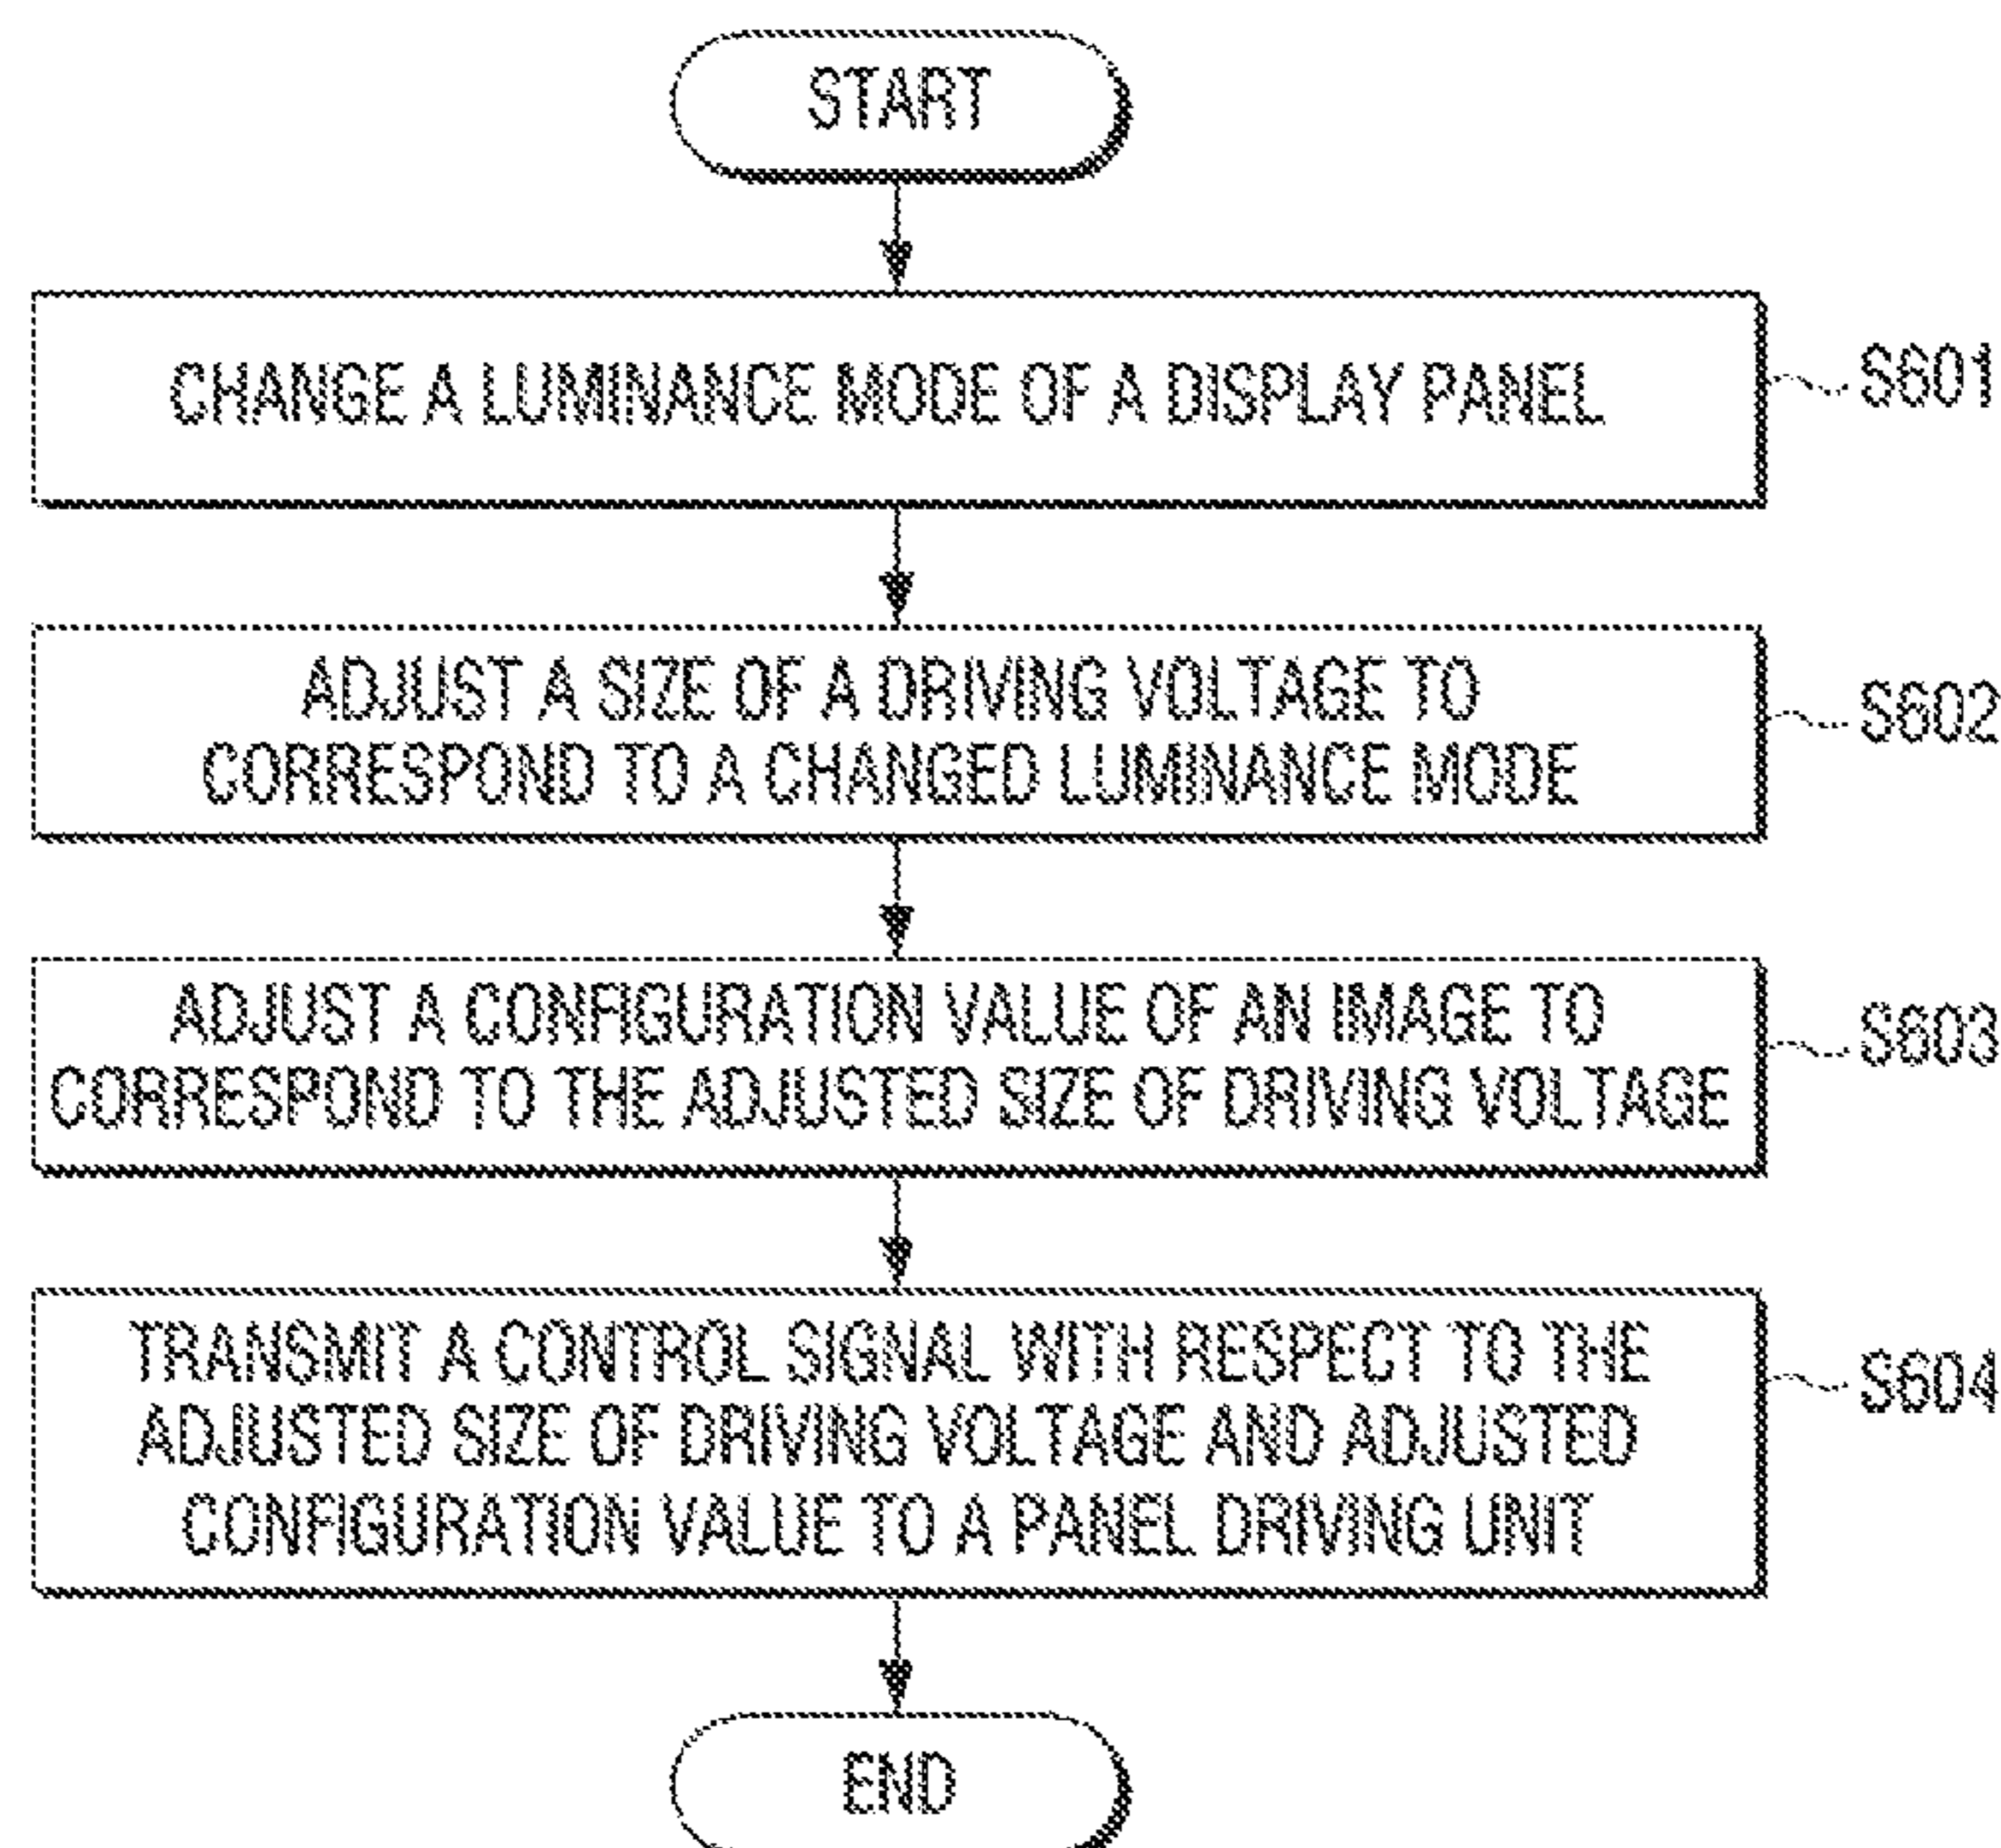 START
CHANGE A LUMINANCE MODE OF A DISPLAY PANEL
S601
ADJUST A SIZE OF A DRIVING VOLTAGE TO
CORRESPOND TO A CHANGED LUMINANCE MODE
S602
ADJUST A CONFIGURATION VALUE OF AN IMAGE TO
CORRESPOND TO THE ADJUSTED SIZE OF DRIVING VOLTAGE
S603
TRANSMIT A CONTROL SIGNAL WITH RESPECT TO THE
ADJUSTED SIZE OF DRIVING VOLTAGE AND ADJUSTED
CONFIGURATION VALUE TO A PANEL DRIVING UNIT
S604
END